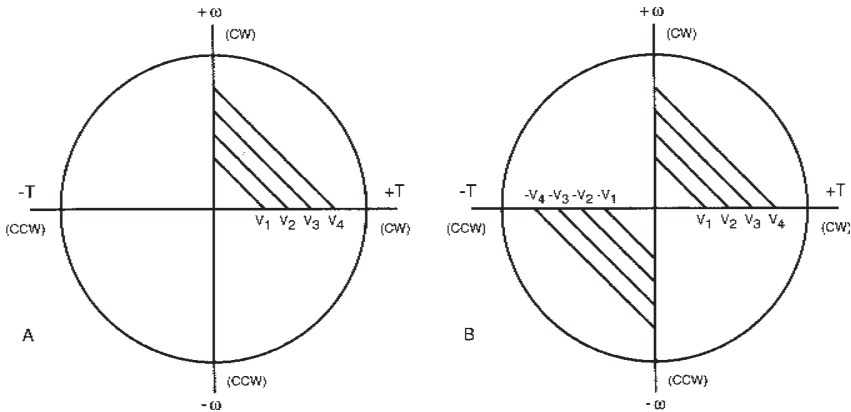 +ω
(CW)
-T
+T
(CCW)
V1 V2 V3 V4
(CW)
A
(CCW)
-ω
+ω
(CW)
-T
-V4 -V3 -V2 -V1
+T
(CCW)
V1 V2 V3 V4
(CW)
B
(CCW)
-ω